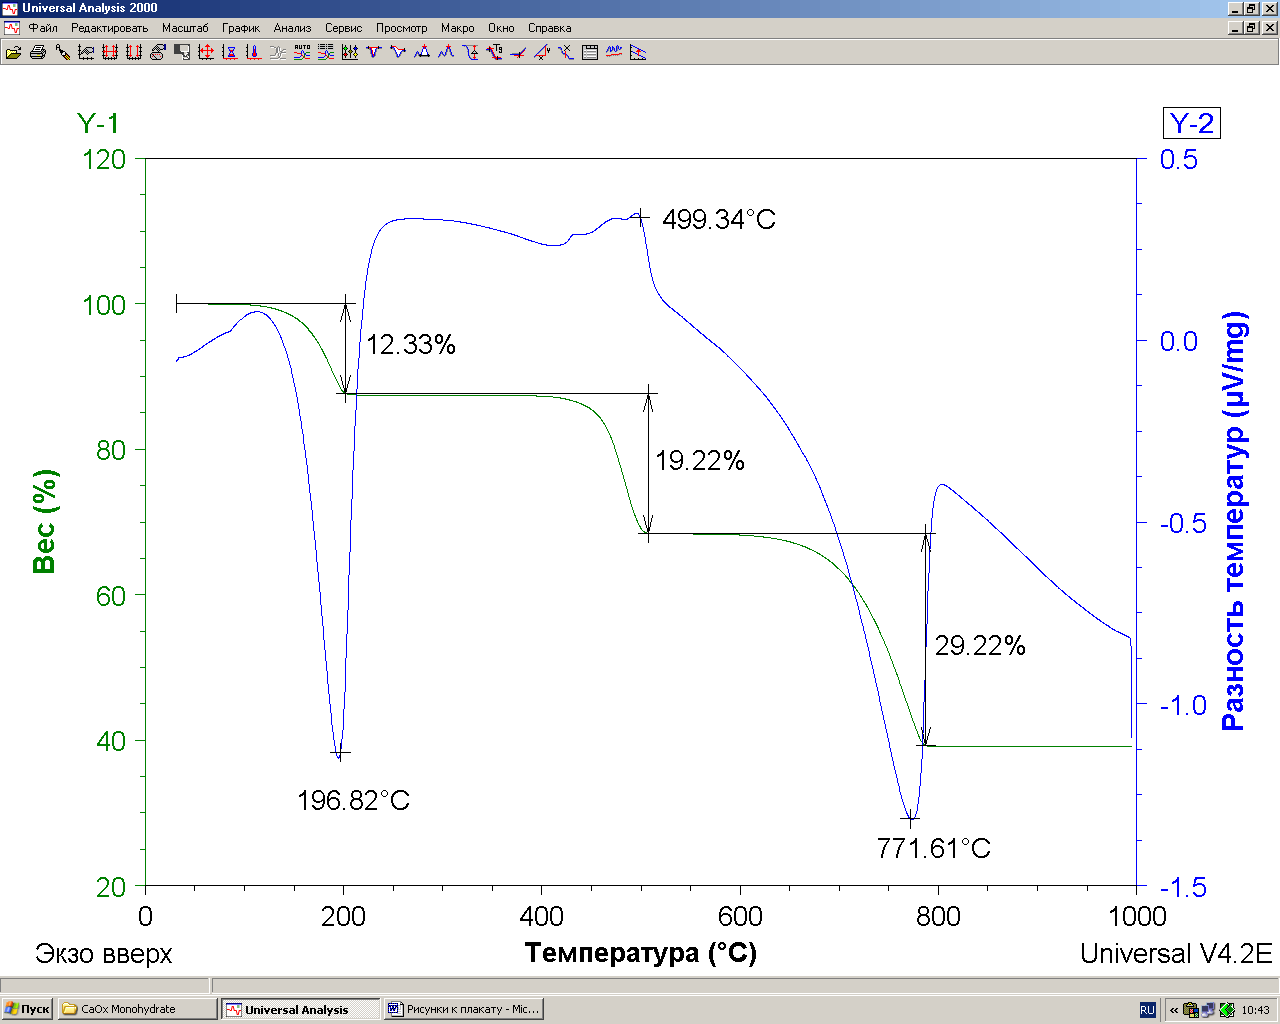 Universal Analysis 2000
Файл Редактировать Масштаб График Анализ Сервис Просмотр Макро Окно Справка
Y-1
Y-2
120
100
80
60
40
20
Вес (%)
0.5
0.0
-0.5
-1.0
-1.5
Разность температур (µV/mg)
499.34°C
12.33%
19.22%
29.22%
196.82°C
771.61°C
0 200 400 600 800 1000
Экзо вверх
Температура (°C)
Universal V4.2E
Пуск
CaOx Monohydrate
Universal Analysis
Рисунки к плакату - Mic...
RU
«
10:43